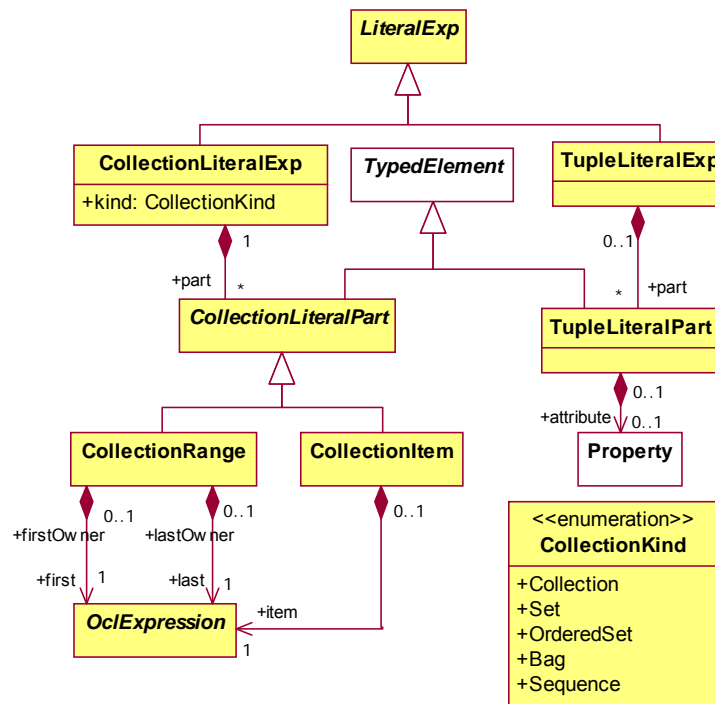 LiteralExp
CollectionLiteralExp
+kind: CollectionKind
TypedElement
TupleLiteralExp
1
0..1
+part
*
*
+part
CollectionLiteralPart
TupleLiteralPart
0..1
+attribute
0..1
CollectionRange
CollectionItem
Property
0..1
0..1
0..1
+firstOwner
+lastOwner
+first
1
+last
1
+item
1
OclExpression
<<enumeration>>
CollectionKind
+Collection
+Set
+OrderedSet
+Bag
+Sequence